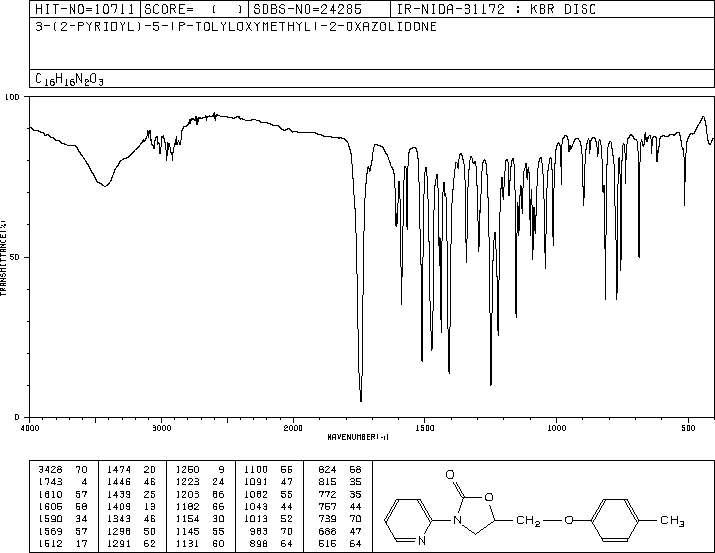 HIT-NO=10711 SCORE= ( ) SDBS-NO=24285 IR-NIDA-31172 : KBR DISC
3-(2-PYRIDYL)-5-(P-TOLYLOXYMETHYL)-2-OXAZOLIDONE
C16H16N2O3
100
50
0
TRANSMITTANCE(%)
4000 3000 2000 1500 1000 500
WAVENUMBER(-1)
3428 70 1474 20 1250 9 1100 55 824 58
1743 4 1446 46 1223 24 1091 47 815 35
1610 57 1439 25 1203 86 1082 55 772 35
1605 58 1409 13 1182 66 1043 44 757 44
1590 34 1343 46 1154 30 1013 52 739 70
1569 57 1298 50 1145 55 983 70 688 47
1512 17 1291 62 1131 60 898 64 515 64
O
O
N
N
CH2
O
CH3